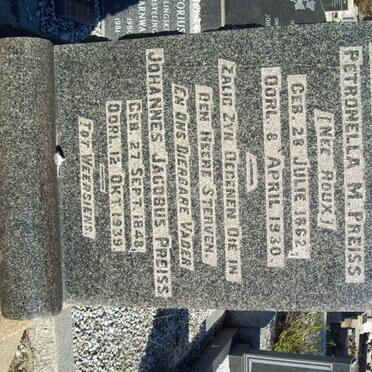 PETRONELLA M PREISS
(NEE ROUX)
GEB 28 JULIE 1862
OORL 8 APRIL 1930
ZALIG ZYN DEGENEN DIE IN
DEN HEERE STERVEN
EN ONS DIERBARE VADER
JOHANNES JACOBUS PREISS
GEB 27 SEPT. 1848
OORL 12 OKT 1939
TOT WEERSIENS.